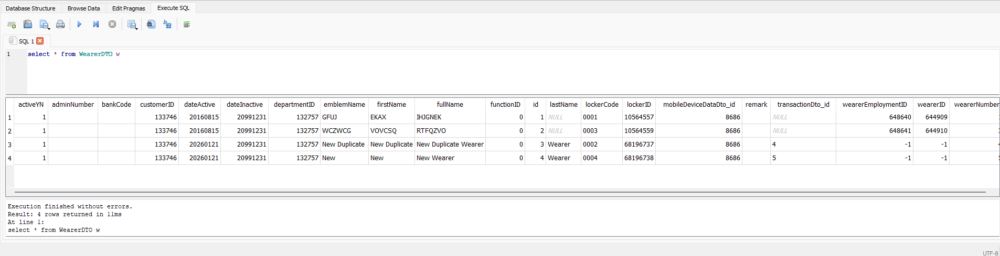 Database Structure Browse Data Edit Pragmas Execute SQL
SQL 1
1 select * from WearerDTO w
activeYN adminNumber bankCode customerID dateActive dateInactive departmentID emblemName firstName fullName functionID id lastName lockerCode lockerID mobileDeviceDataDto_id remark transactionDto_id wearerEmploymentID wearerID wearerNumber
1 1 133746 20160815 20991231 132757 GFUJ EKAX IHJGNEK 0 1 NULL 0001 10564557 8686 NULL 648640 644909
2 1 133746 20160815 20991231 132757 WCZWCG VOVCSQ RTFQZVO 0 2 NULL 0003 10564559 8686 NULL 648641 644910
3 1 133746 20260121 20991231 132757 New Duplicate New Duplicate New Duplicate Wearer 0 3 Wearer 0002 68196737 8686 4 -1 -1
4 1 133746 20260121 20991231 132757 New New New Wearer 0 4 Wearer 0004 68196738 8686 5 -1 -1
Execution finished without errors.
Result: 4 rows returned in 11ms
At line 1:
select * from WearerDTO w
UTF-8